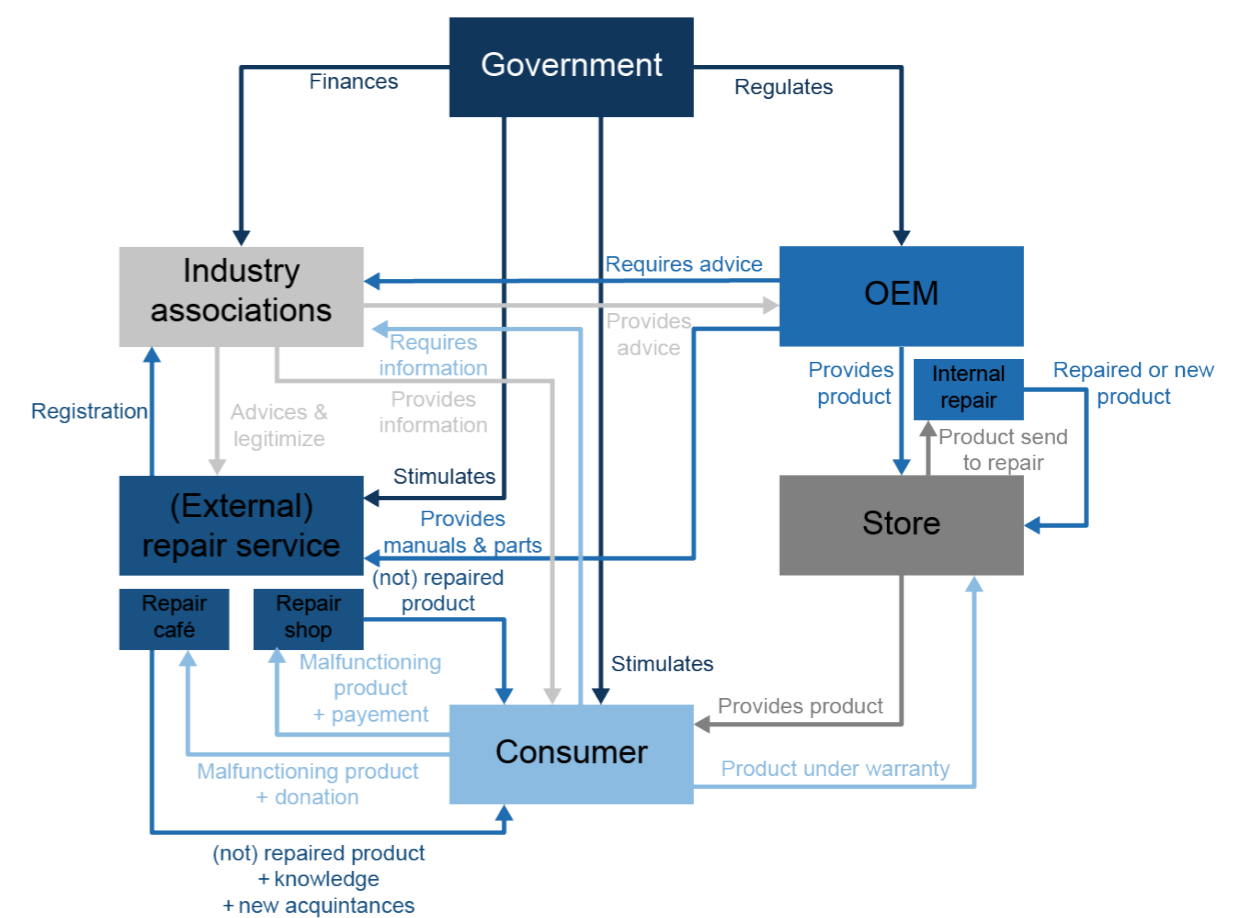 Government
Finances
Regulates
Industry
associations
Requires advice
OEM
Provides
advice
Requires
information
Provides
product
Internal
repair
Repaired or new
product
Registration
Advices &
legitimize
Provides
information
Product send
to repair
Stimulates
(External)
repair service
Store
Provides
manuals & parts
(not) repaired
product
Repair
café
Repair
shop
Malfunctioning
product
+ payement
Stimulates
Provides product
Consumer
Malfunctioning product
+ donation
Product under warranty
(not) repaired product
+ knowledge
+ new acquintances